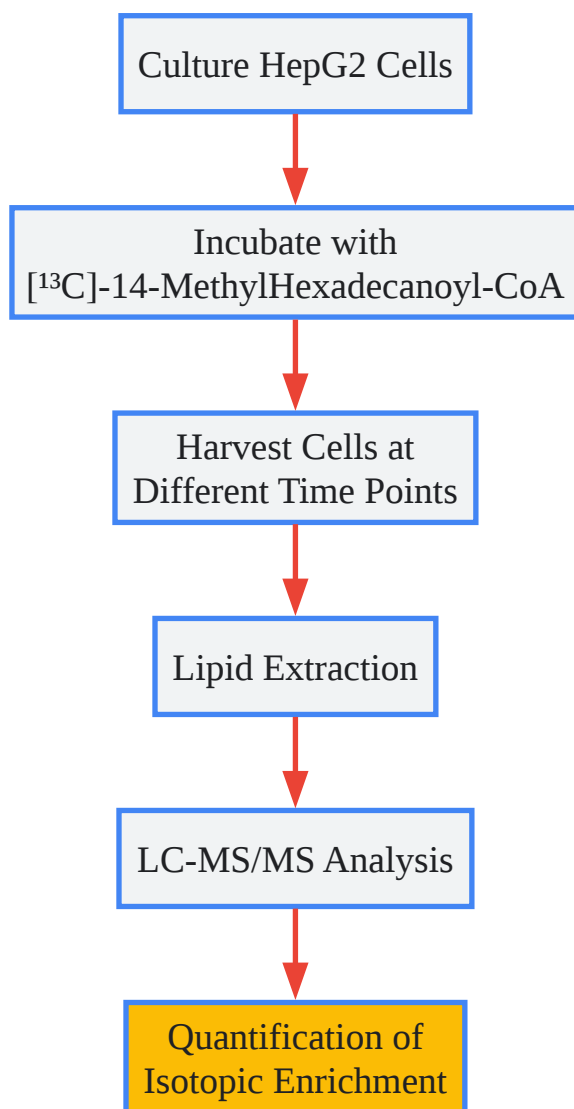 Culture HepG2 Cells
Incubate with
[¹³C]-14-MethylHexadecanoyl-CoA
Harvest Cells at
Different Time Points
Lipid Extraction
LC-MS/MS Analysis
Quantification of
Isotopic Enrichment